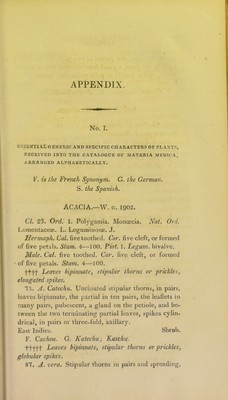 APPENDIX.
No. I.
ESSENTIAL GENERIC AND SPECIFIC CHARACTERS OF PLANTS,
RECEIVED INTO THE CATALOGUE OF MATERIA MEDICA,
ARRANGED ALPHABETICALLY.
F. is the French Synonym. G. the German.
S. the Spanish.
ACACIA.—W. G. 1902.
Cl. 23. Ord. 1. Polygamia. Monœcia. Nat. Ord.
Lomentaceæ. L. Leguminosæ. J.
Hermaph. Cal. five toothed. Cor. five cleft, or formed
of five petals. Stam. 4—100. Pist. 1. Legum. bivalve.
Male. Cal. five toothed. Cor. five cleft, or formed
of five petals. Stam. 4—100.
†††† Leaves bipinnate, stipular thorns or prickles,
elongated spikes.
73. A. Catechu. Uncinated stipular thorns, in pairs,
leaves bipinnate, the partial in ten pairs, the leaflets in
many pairs, pubescent, a gland on the petiole, and be-
tween the two terminating partial leaves, spikes cylin-
drical, in pairs or three-fold, axillary.
East Indies. Shrub.
F. Cachou. G. Katechu; Kaschu.
††††† Leaves bipinnate, stipular thorns or prickles,
globular spikes.
87. A. vera. Stipular thorns in pairs and spreading,